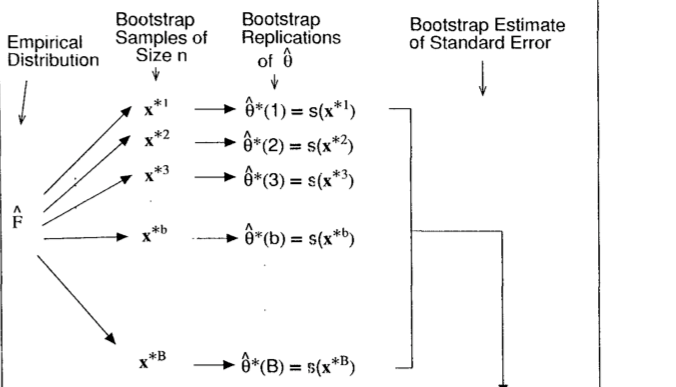 Empirical
Distribution
Bootstrap
Samples of
Size n
Bootstrap
Replications
of θ̂
Bootstrap Estimate
of Standard Error
F̂
x*1
θ̂*(1) = s(x*1)
x*2
θ̂*(2) = s(x*2)
x*3
θ̂*(3) = s(x*3)
x*b
θ̂*(b) = s(x*b)
x*B
θ̂*(B) = s(x*B)